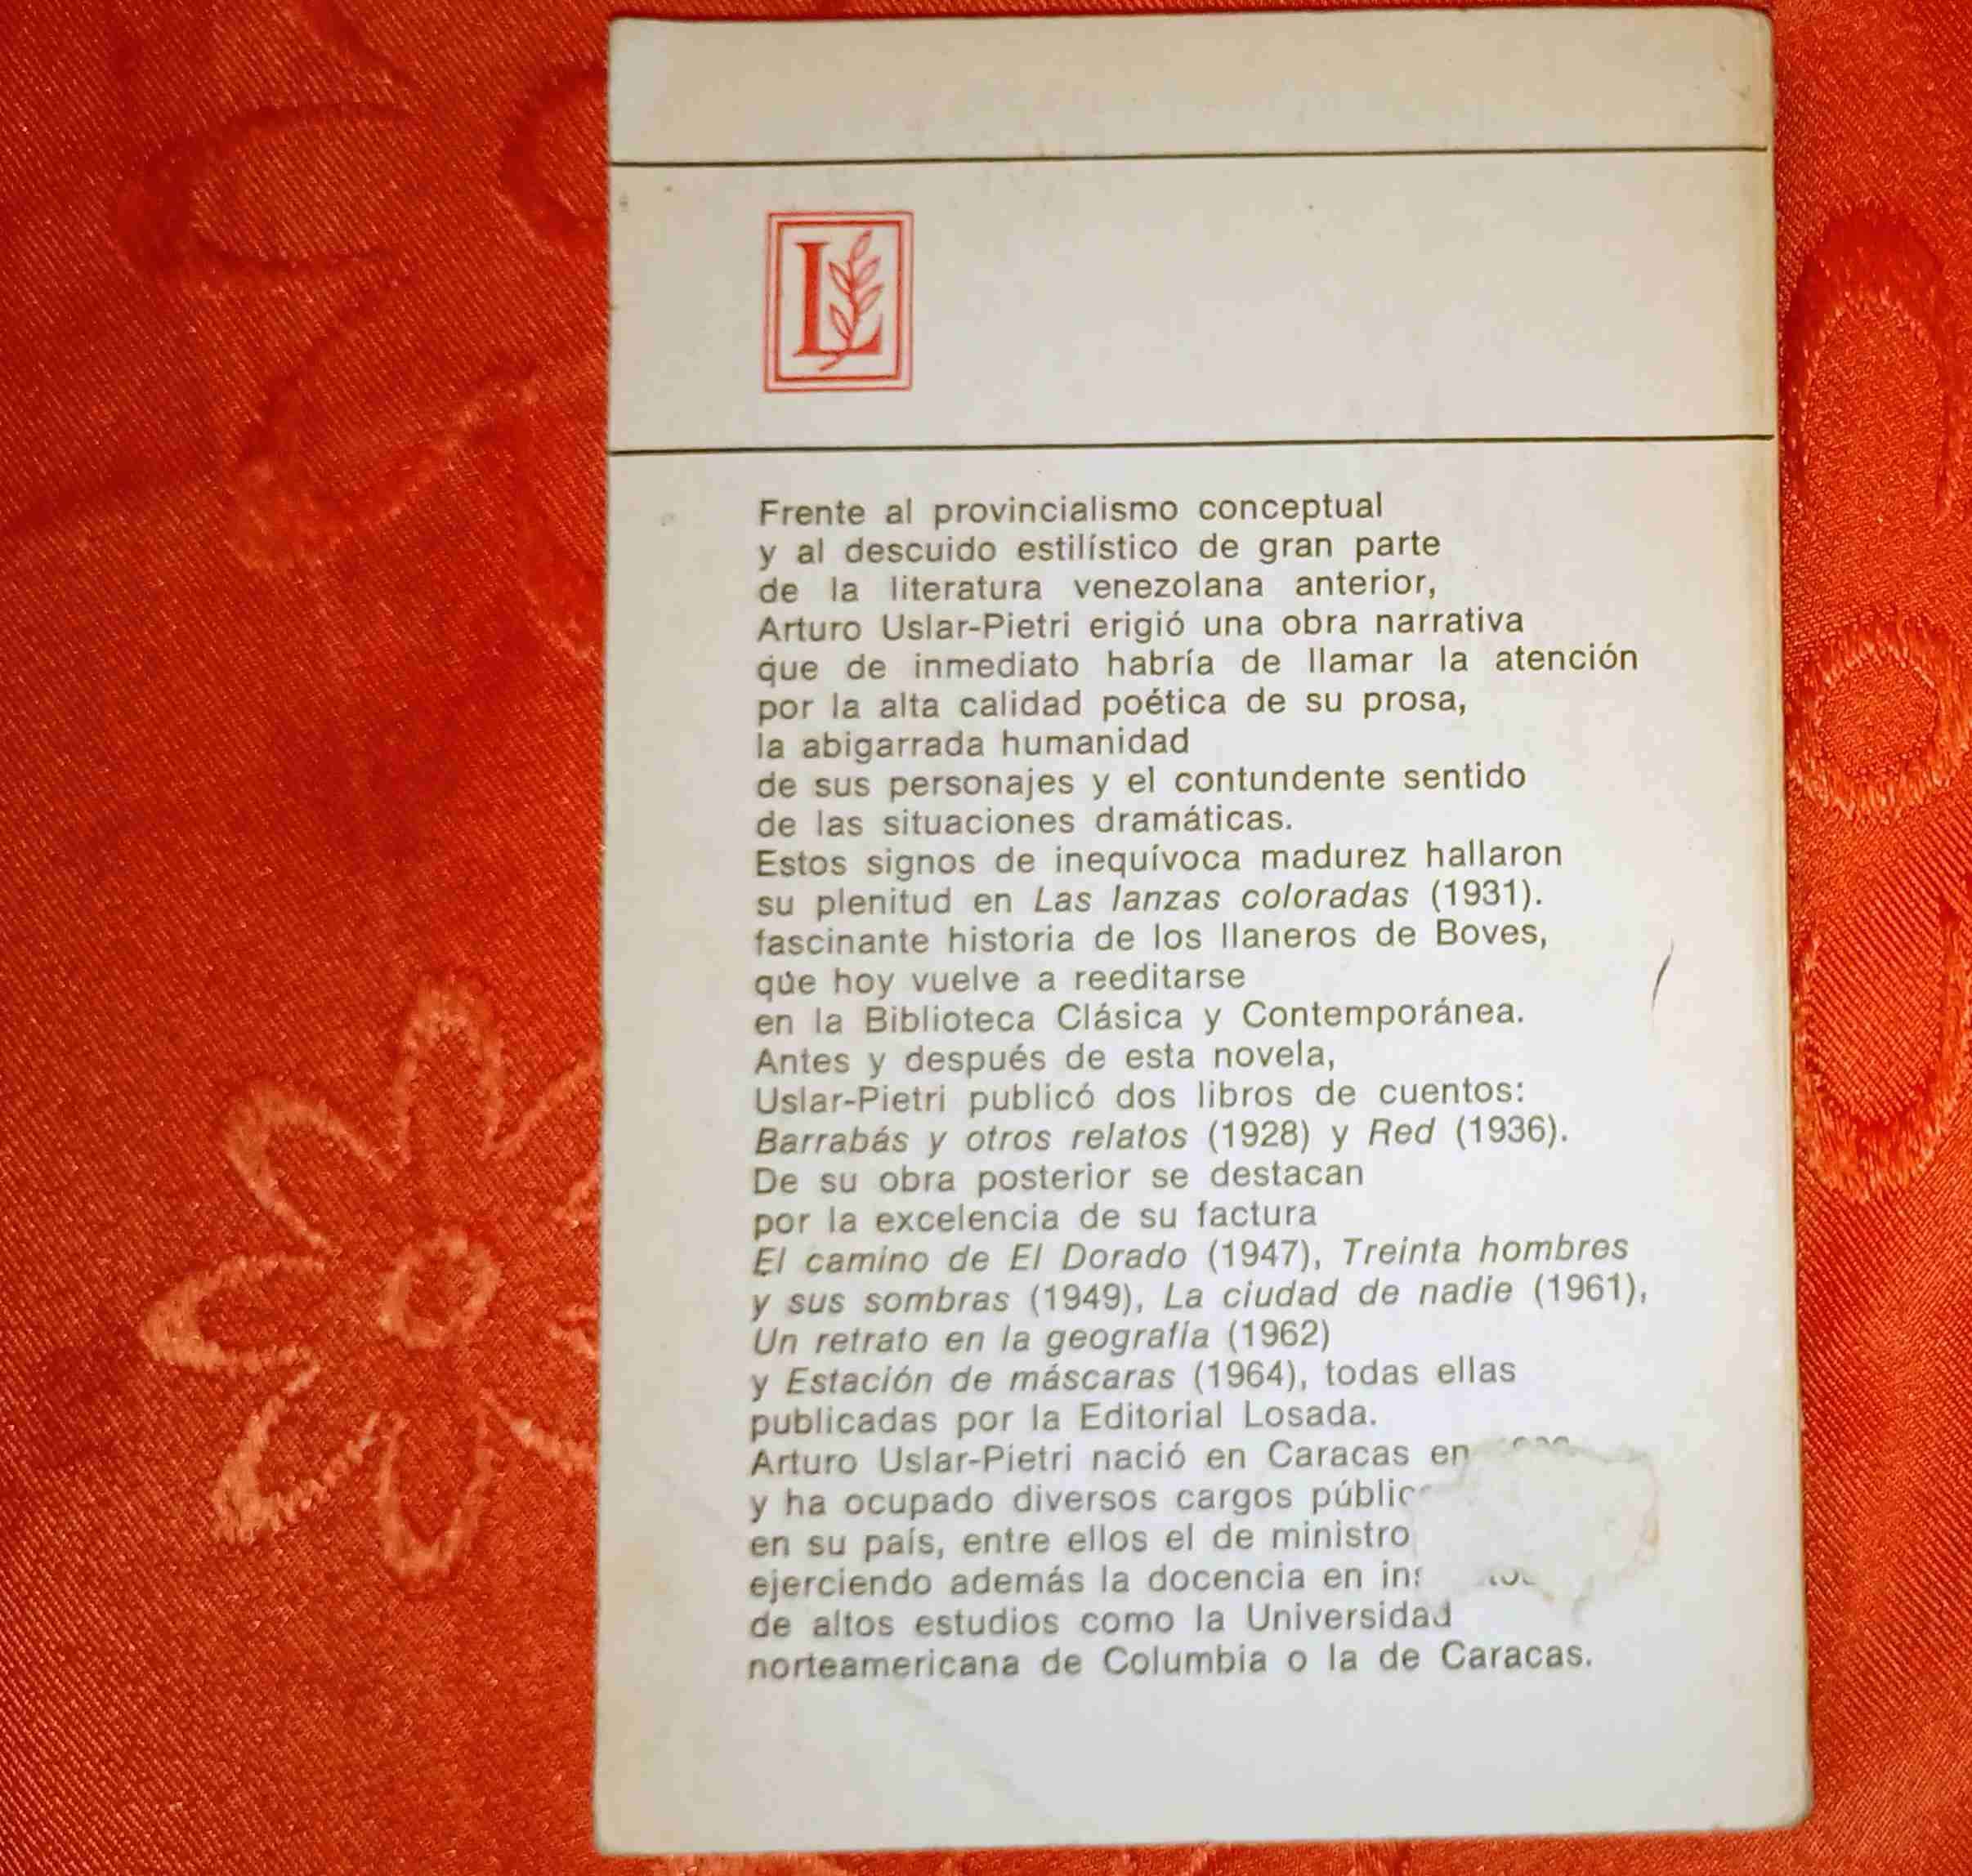 L
Frente al provincialismo conceptual
y al descuido estilístico de gran parte
de la literatura venezolana anterior,
Arturo Uslar-Pietri erigió una obra narrativa
que de inmediato habría de llamar la atención
por la alta calidad poética de su prosa,
la abigarrada humanidad
de sus personajes y el contundente sentido
de las situaciones dramáticas.
Estos signos de inequívoca madurez hallaron
su plenitud en Las lanzas coloradas (1931).
fascinante historia de los llaneros de Boves,
que hoy vuelve a reeditarse
en la Biblioteca Clásica y Contemporánea.
Antes y después de esta novela,
Uslar-Pietri publicó dos libros de cuentos:
Barrabás y otros relatos (1928) y Red (1936).
De su obra posterior se destacan
por la excelencia de su factura
El camino de El Dorado (1947), Treinta hombres
y sus sombras (1949), La ciudad de nadie (1961),
Un retrato en la geografía (1962)
y Estación de máscaras (1964), todas ellas
publicadas por la Editorial Losada.
Arturo Uslar-Pietri nació en Caracas en
y ha ocupado diversos cargos
en su país, entre ellos el de ministro
ejerciendo además la docencia en
de altos estudios como la Universidad
norteamericana de Columbia o la de Caracas.